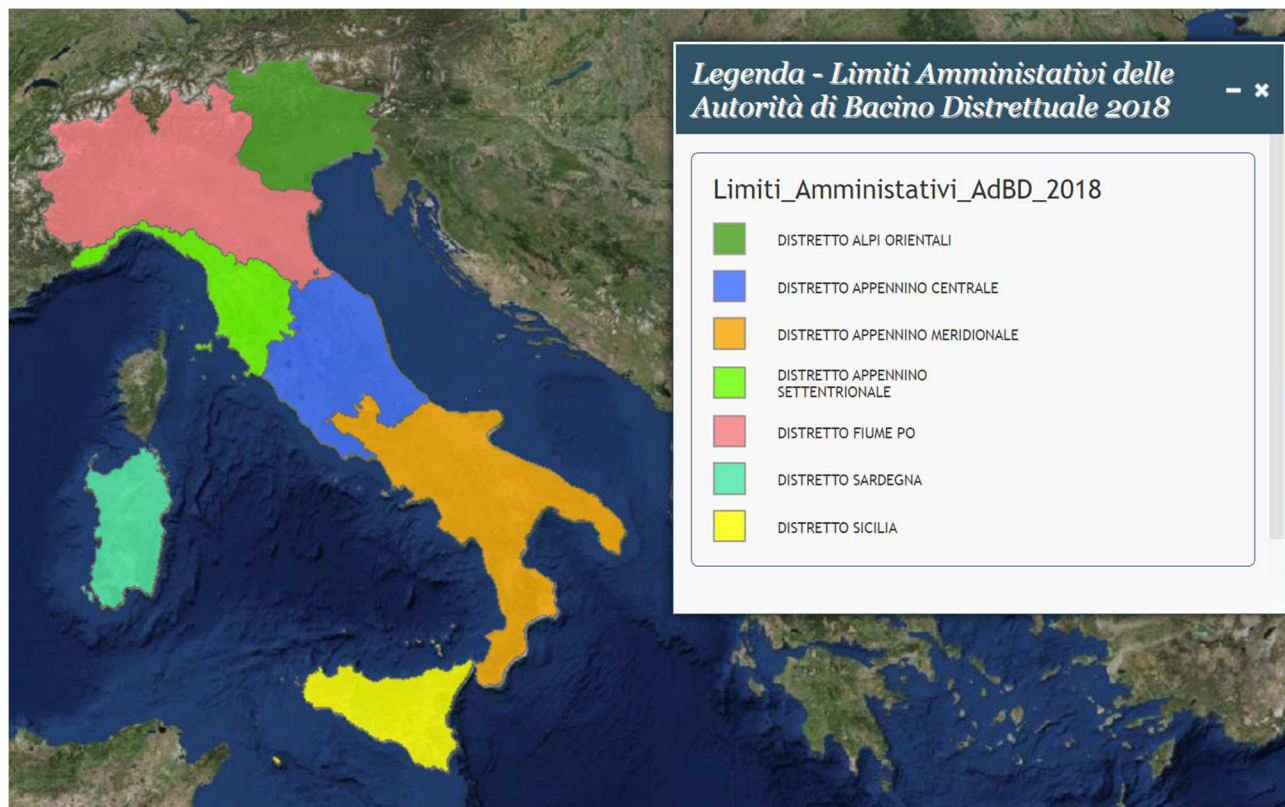 Legenda - Limiti Amministativi delle
Autorità di Bacino Distrettuale 2018
Limiti_Amministativi_AdBD_2018
DISTRETTO ALPI ORIENTALI
DISTRETTO APPENNINO CENTRALE
DISTRETTO APPENNINO MERIDIONALE
DISTRETTO APPENNINO
SETTENTRIONALE
DISTRETTO FIUME PO
DISTRETTO SARDEGNA
DISTRETTO SICILIA